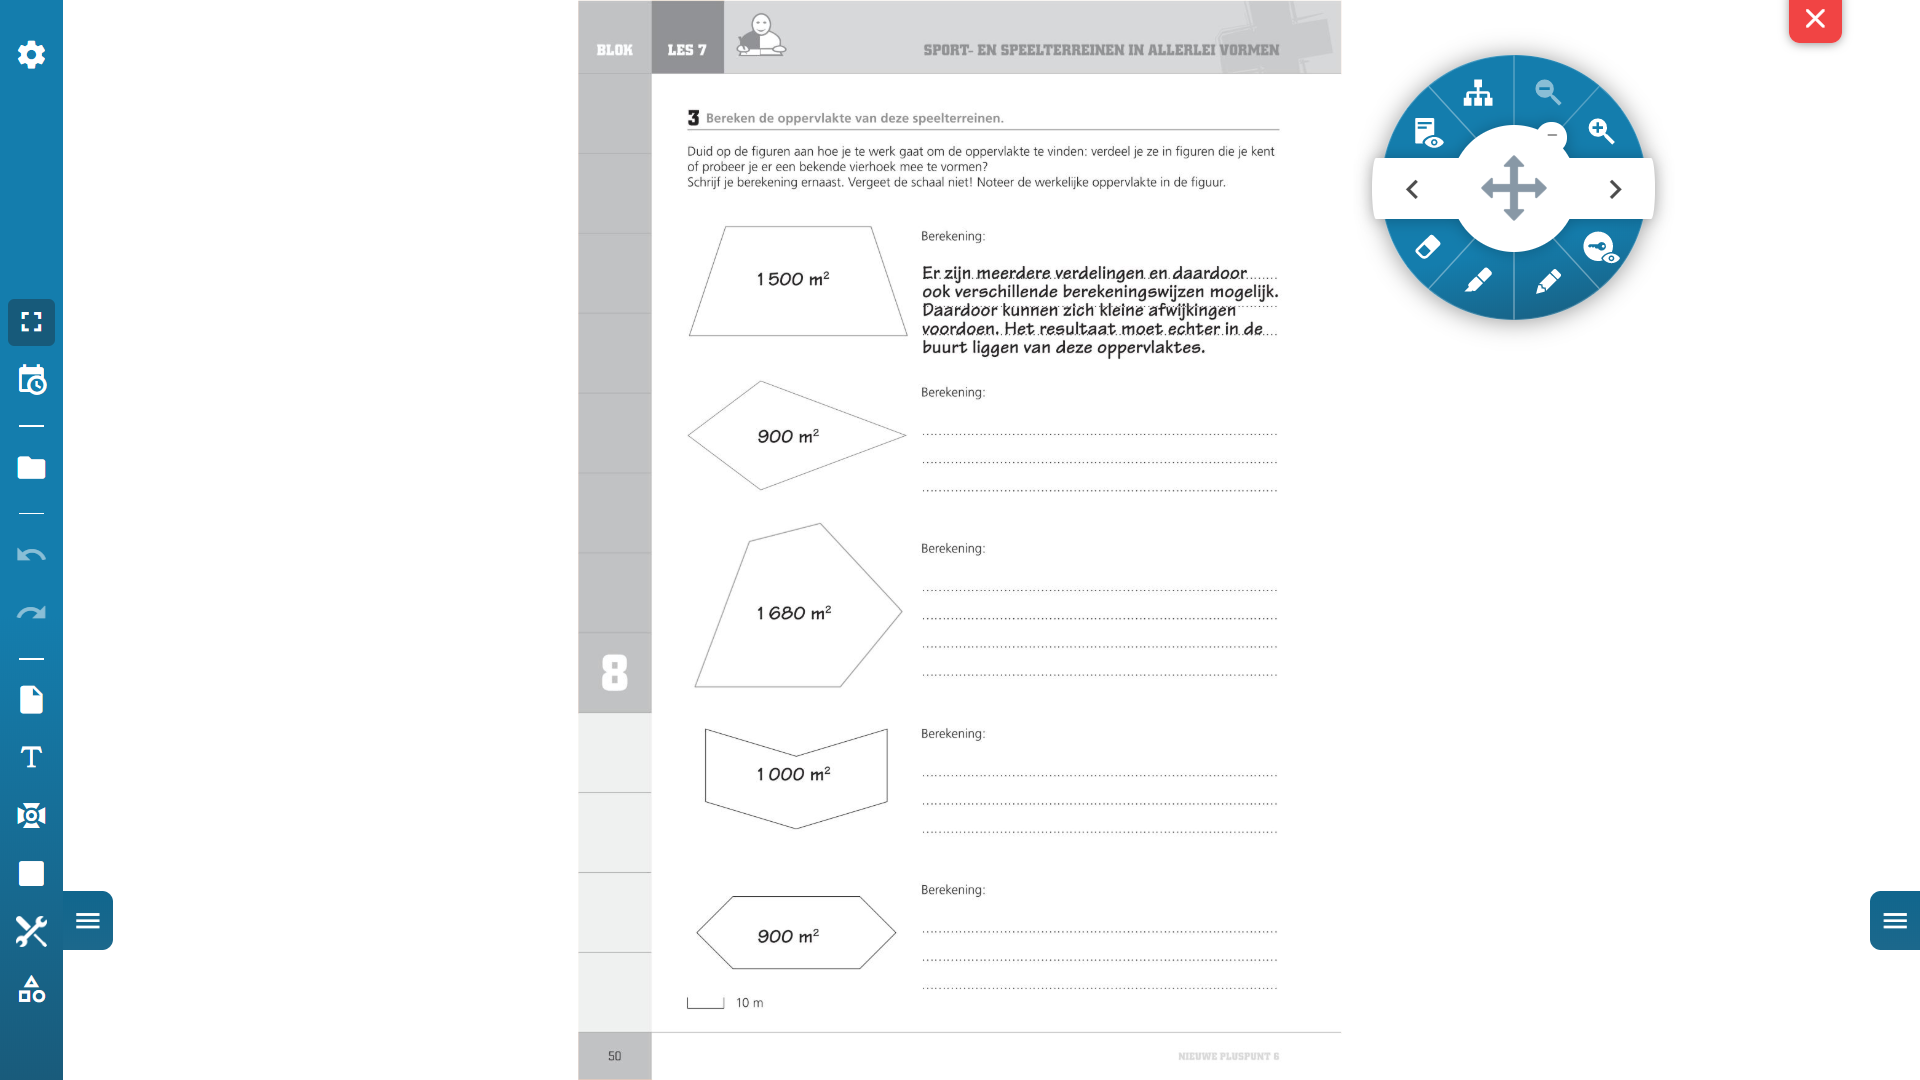 BLOK
LES 7
SPORT- EN SPEELTERREINEN IN ALLERLEI VORMEN
3 Bereken de oppervlakte van deze speelterreinen.
Duid op de figuren aan hoe je te werk gaat om de oppervlakte te vinden: verdeel je ze in figuren die je kent
of probeer je er een bekende vierhoek mee te vormen?
Schrijf je berekening ernaast. Vergeet de schaal niet! Noteer de werkelijke oppervlakte in de figuur.
1 500 m²
Berekening:
Er zijn meerdere verdelingen en daardoor
ook verschillende berekeningswijzen mogelijk.
Daardoor kunnen zich kleine afwijkingen
voordoen. Het resultaat moet echter in de
buurt liggen van deze oppervlaktes.
900 m²
Berekening:
1 680 m²
Berekening:
8
1 000 m²
Berekening:
900 m²
Berekening:
10 m
50
NIEUWE PLUSPUNT 6